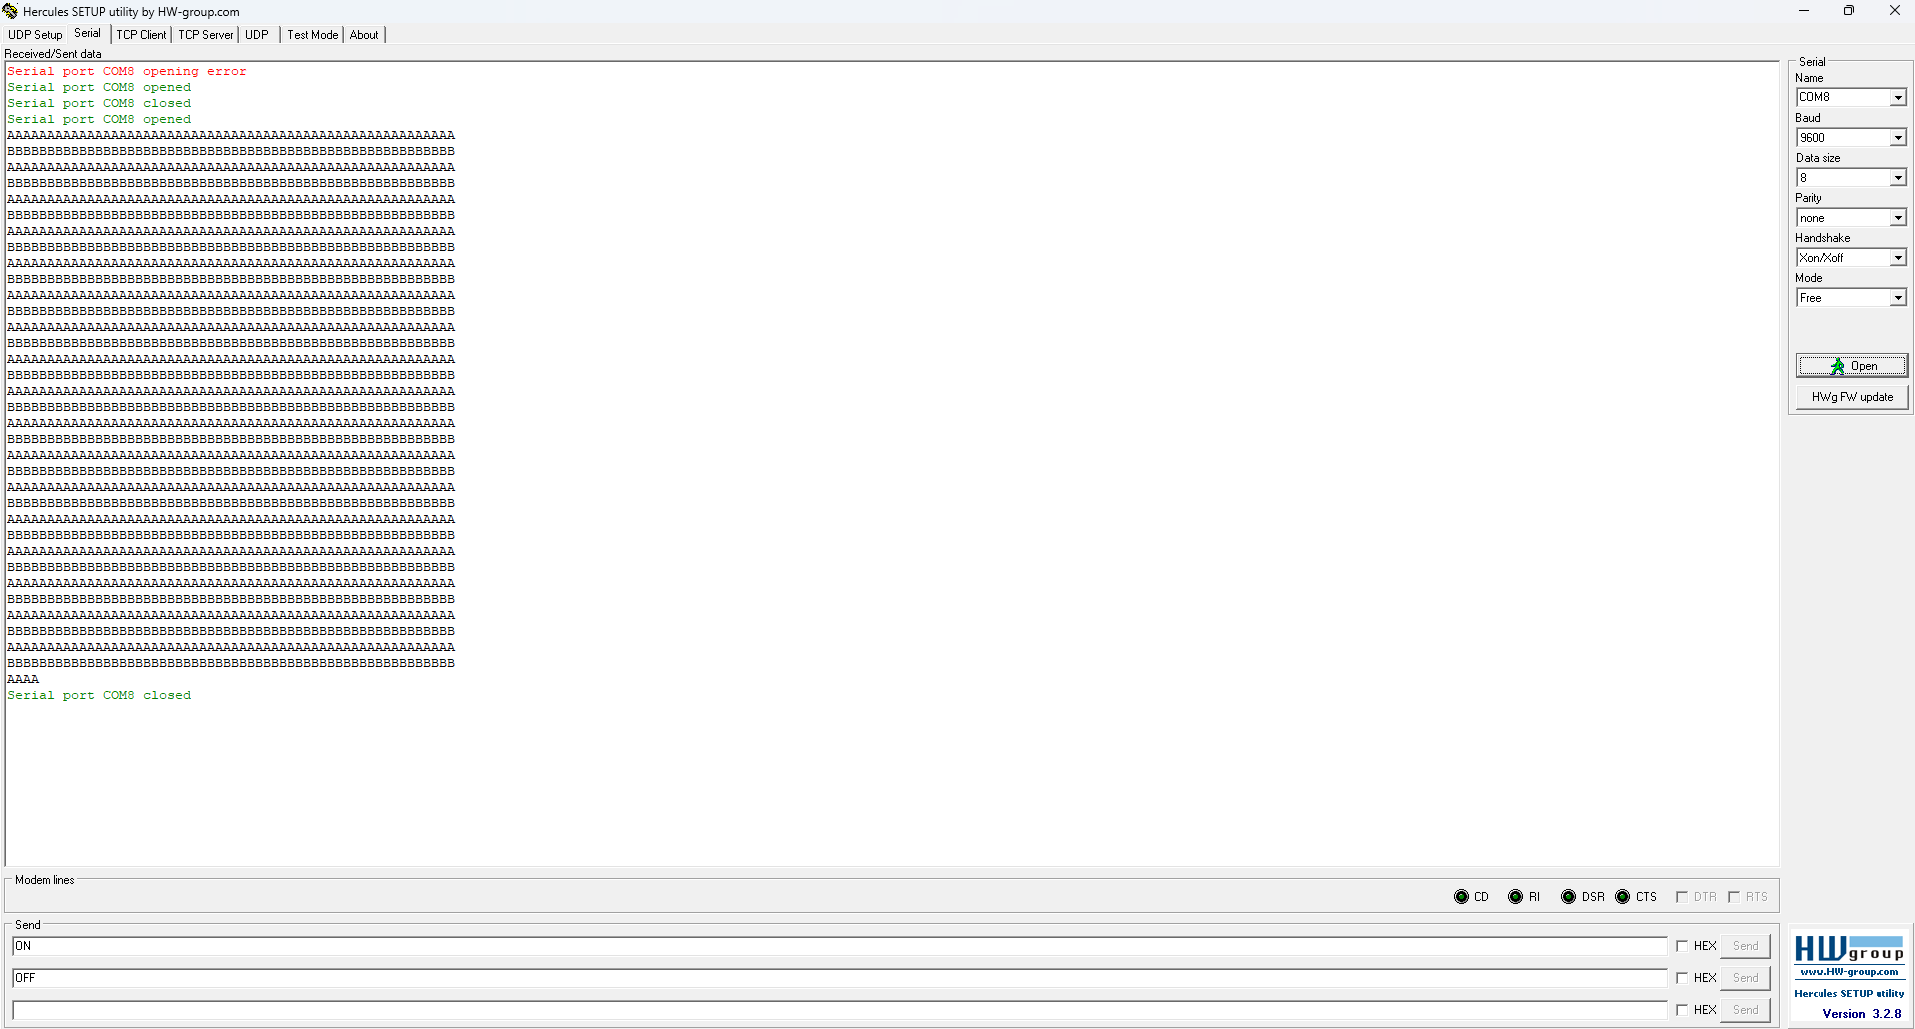 Hercules SETUP utility by HW-group.com
UDP Setup Serial TCP Client TCP Server UDP Test Mode About
Received/Sent data
Serial port COM8 opening error
Serial port COM8 opened
Serial port COM8 closed
Serial port COM8 opened
AAAAAAAAAAAAAAAAAAAAAAAAAAAAAAAAAAAAAAAAAAAAAAAAAAAAAAAA
BBBBBBBBBBBBBBBBBBBBBBBBBBBBBBBBBBBBBBBBBBBBBBBBBBBBBBBB
AAAAAAAAAAAAAAAAAAAAAAAAAAAAAAAAAAAAAAAAAAAAAAAAAAAAAAAA
BBBBBBBBBBBBBBBBBBBBBBBBBBBBBBBBBBBBBBBBBBBBBBBBBBBBBBBB
AAAAAAAAAAAAAAAAAAAAAAAAAAAAAAAAAAAAAAAAAAAAAAAAAAAAAAAA
BBBBBBBBBBBBBBBBBBBBBBBBBBBBBBBBBBBBBBBBBBBBBBBBBBBBBBBB
AAAAAAAAAAAAAAAAAAAAAAAAAAAAAAAAAAAAAAAAAAAAAAAAAAAAAAAA
BBBBBBBBBBBBBBBBBBBBBBBBBBBBBBBBBBBBBBBBBBBBBBBBBBBBBBBB
AAAAAAAAAAAAAAAAAAAAAAAAAAAAAAAAAAAAAAAAAAAAAAAAAAAAAAAA
BBBBBBBBBBBBBBBBBBBBBBBBBBBBBBBBBBBBBBBBBBBBBBBBBBBBBBBB
AAAAAAAAAAAAAAAAAAAAAAAAAAAAAAAAAAAAAAAAAAAAAAAAAAAAAAAA
BBBBBBBBBBBBBBBBBBBBBBBBBBBBBBBBBBBBBBBBBBBBBBBBBBBBBBBB
AAAAAAAAAAAAAAAAAAAAAAAAAAAAAAAAAAAAAAAAAAAAAAAAAAAAAAAA
BBBBBBBBBBBBBBBBBBBBBBBBBBBBBBBBBBBBBBBBBBBBBBBBBBBBBBBB
AAAAAAAAAAAAAAAAAAAAAAAAAAAAAAAAAAAAAAAAAAAAAAAAAAAAAAAA
BBBBBBBBBBBBBBBBBBBBBBBBBBBBBBBBBBBBBBBBBBBBBBBBBBBBBBBB
AAAAAAAAAAAAAAAAAAAAAAAAAAAAAAAAAAAAAAAAAAAAAAAAAAAAAAAA
BBBBBBBBBBBBBBBBBBBBBBBBBBBBBBBBBBBBBBBBBBBBBBBBBBBBBBBB
AAAAAAAAAAAAAAAAAAAAAAAAAAAAAAAAAAAAAAAAAAAAAAAAAAAAAAAA
BBBBBBBBBBBBBBBBBBBBBBBBBBBBBBBBBBBBBBBBBBBBBBBBBBBBBBBB
AAAAAAAAAAAAAAAAAAAAAAAAAAAAAAAAAAAAAAAAAAAAAAAAAAAAAAAA
BBBBBBBBBBBBBBBBBBBBBBBBBBBBBBBBBBBBBBBBBBBBBBBBBBBBBBBB
AAAAAAAAAAAAAAAAAAAAAAAAAAAAAAAAAAAAAAAAAAAAAAAAAAAAAAAA
BBBBBBBBBBBBBBBBBBBBBBBBBBBBBBBBBBBBBBBBBBBBBBBBBBBBBBBB
AAAAAAAAAAAAAAAAAAAAAAAAAAAAAAAAAAAAAAAAAAAAAAAAAAAAAAAA
BBBBBBBBBBBBBBBBBBBBBBBBBBBBBBBBBBBBBBBBBBBBBBBBBBBBBBBB
AAAAAAAAAAAAAAAAAAAAAAAAAAAAAAAAAAAAAAAAAAAAAAAAAAAAAAAA
BBBBBBBBBBBBBBBBBBBBBBBBBBBBBBBBBBBBBBBBBBBBBBBBBBBBBBBB
AAAAAAAAAAAAAAAAAAAAAAAAAAAAAAAAAAAAAAAAAAAAAAAAAAAAAAAA
BBBBBBBBBBBBBBBBBBBBBBBBBBBBBBBBBBBBBBBBBBBBBBBBBBBBBBBB
AAAAAAAAAAAAAAAAAAAAAAAAAAAAAAAAAAAAAAAAAAAAAAAAAAAAAAAA
BBBBBBBBBBBBBBBBBBBBBBBBBBBBBBBBBBBBBBBBBBBBBBBBBBBBBBBB
AAAAAAAAAAAAAAAAAAAAAAAAAAAAAAAAAAAAAAAAAAAAAAAAAAAAAAAA
BBBBBBBBBBBBBBBBBBBBBBBBBBBBBBBBBBBBBBBBBBBBBBBBBBBBBBBB
AAAA
Serial port COM8 closed
Serial
Name
COM8
Baud
9600
Data size
8
Parity
none
Handshake
Xon/Xoff
Mode
Free
Open
HWg FW update
Modem lines
CD RI DSR CTS DTR RTS
Send
ON HEX Send
OFF HEX Send
HEX Send
HWgroup
www.HW-group.com
Hercules SETUP utility
Version 3.2.8